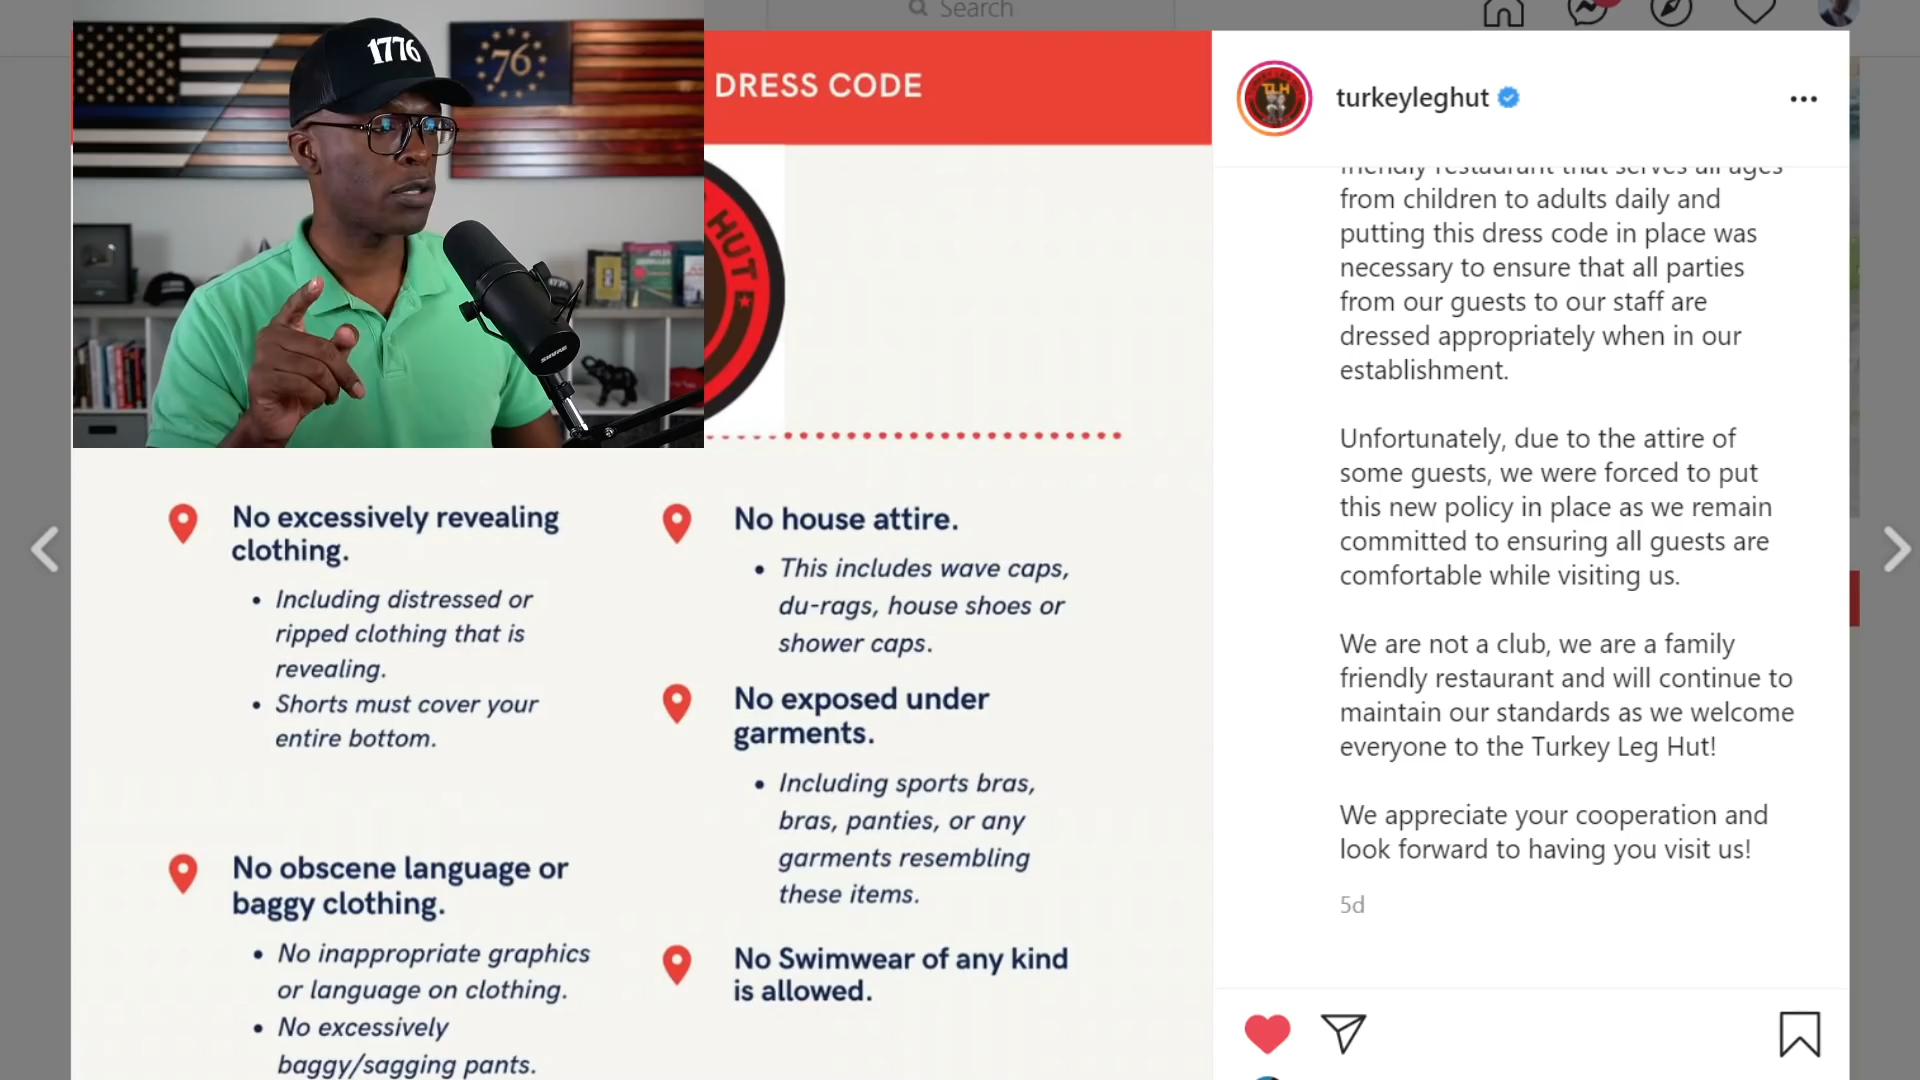 Search
1776
76
SHURE
DRESS CODE
HUT
No excessively revealing
clothing.
• Including distressed or
ripped clothing that is
revealing.
• Shorts must cover your
entire bottom.
No obscene language or
baggy clothing.
• No inappropriate graphics
or language on clothing.
• No excessively
baggy/sagging pants.
No house attire.
• This includes wave caps,
du-rags, house shoes or
shower caps.
No exposed under
garments.
• Including sports bras,
bras, panties, or any
garments resembling
these items.
No Swimwear of any kind
is allowed.
TLH
turkeyleghut
friendly restaurant that serves all ages
from children to adults daily and
putting this dress code in place was
necessary to ensure that all parties
from our guests to our staff are
dressed appropriately when in our
establishment.
Unfortunately, due to the attire of
some guests, we were forced to put
this new policy in place as we remain
committed to ensuring all guests are
comfortable while visiting us.
We are not a club, we are a family
friendly restaurant and will continue to
maintain our standards as we welcome
everyone to the Turkey Leg Hut!
We appreciate your cooperation and
look forward to having you visit us!
5d